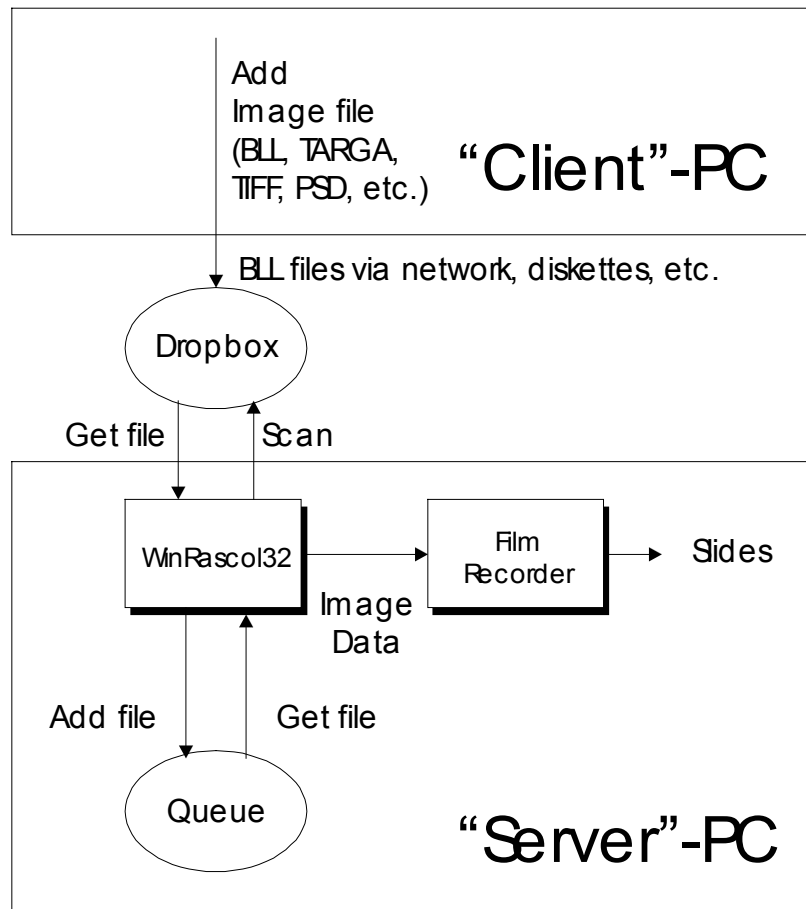 Add
Image file
(BLL, TARGA,
TIFF, PSD, etc.)
“Client”-PC
BLL files via network, diskettes, etc.
Dropbox
Get file
Scan
WinRascol32
Film
Recorder
Slides
Image
Data
Add file
Get file
Queue
“Server”-PC